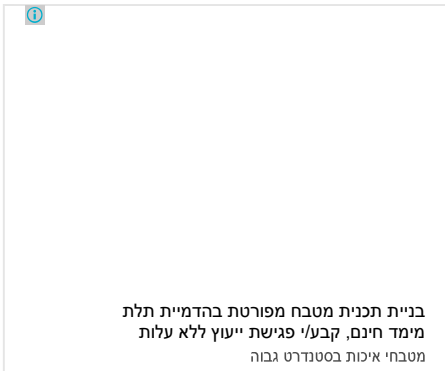 בניית תכנית מטבח מפורטת בהדמיית תלת
מימד חינם, קבע/י פגישת ייעוץ ללא עלות
מטבחי איכות בסטנדרט גבוה